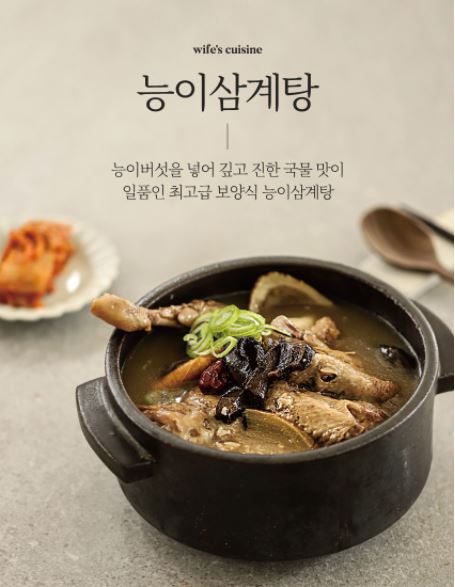 wife's cuisine
능이삼계탕
능이버섯을 넣어 깊고 진한 국물 맛이
일품인 최고급 보양식 능이삼계탕